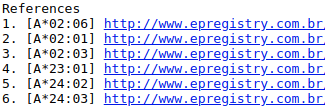 References
1. [A*02:06] http://www.epregistry.com.br/
2. [A*02:01] http://www.epregistry.com.br/
3. [A*02:03] http://www.epregistry.com.br/
4. [A*23:01] http://www.epregistry.com.br/
5. [A*24:02] http://www.epregistry.com.br/
6. [A*24:03] http://www.epregistry.com.br/